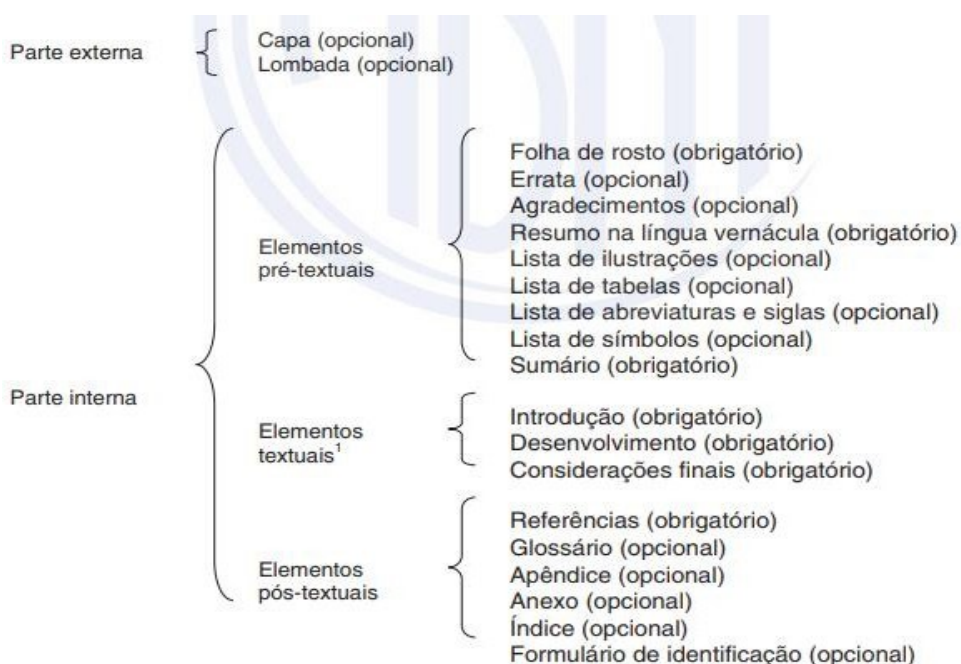 Parte externa
Capa (opcional)
Lombada (opcional)
Parte interna
Elementos
pré-textuais
Folha de rosto (obrigatório)
Errata (opcional)
Agradecimentos (opcional)
Resumo na língua vernácula (obrigatório)
Lista de ilustrações (opcional)
Lista de tabelas (opcional)
Lista de abreviaturas e siglas (opcional)
Lista de símbolos (opcional)
Sumário (obrigatório)
Elementos
textuais¹
Introdução (obrigatório)
Desenvolvimento (obrigatório)
Considerações finais (obrigatório)
Elementos
pós-textuais
Referências (obrigatório)
Glossário (opcional)
Apêndice (opcional)
Anexo (opcional)
Índice (opcional)
Formulário de identificação (opcional)